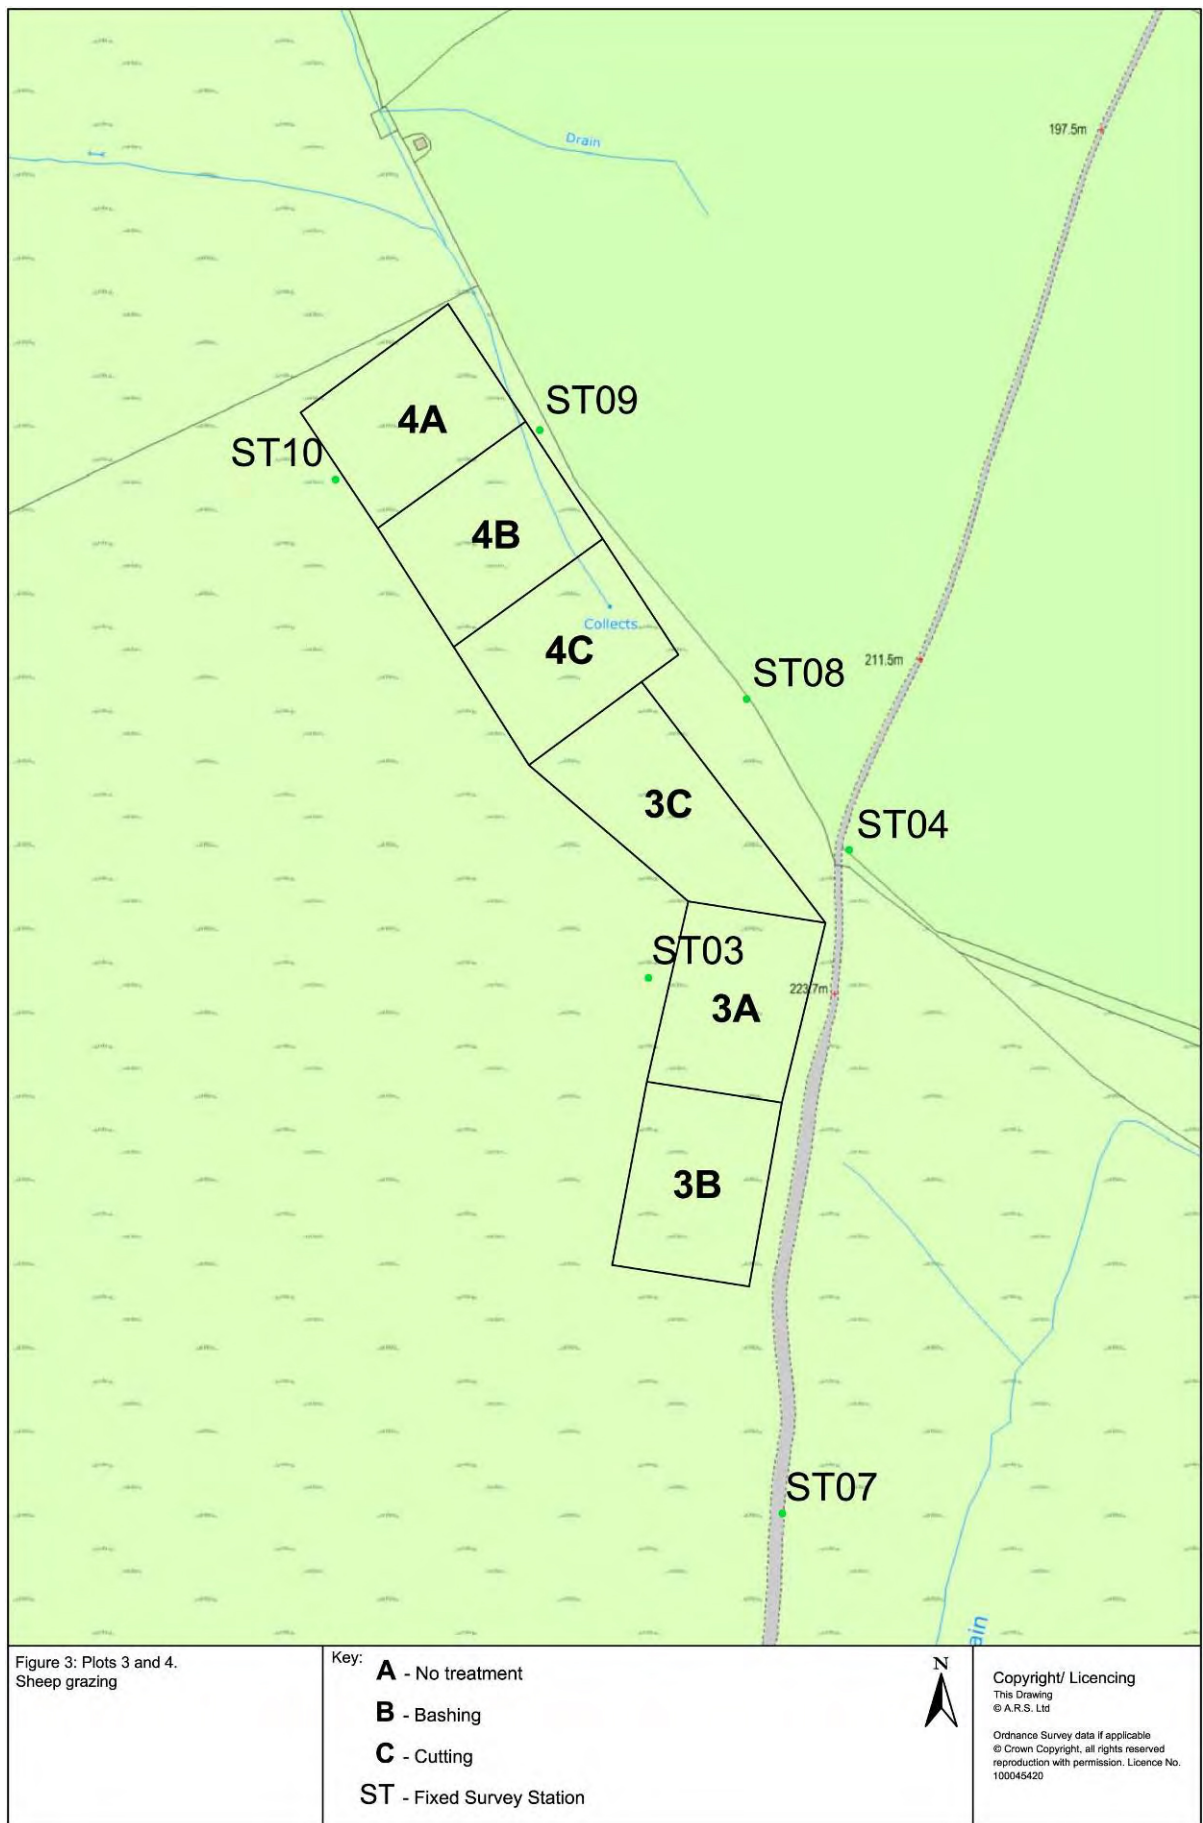 197.5m
Drain
ST09
4A
ST10
4B
Collects
4C
211.5m
ST08
3C
ST04
ST03
223.7m
3A
3B
ST07
ain
Figure 3: Plots 3 and 4.
Sheep grazing
Key:
A - No treatment
B - Bashing
C - Cutting
ST - Fixed Survey Station
N
Copyright/ Licencing
This Drawing
© A.R.S. Ltd
Ordnance Survey data if applicable
© Crown Copyright, all rights reserved
reproduction with permission. Licence No.
100045420